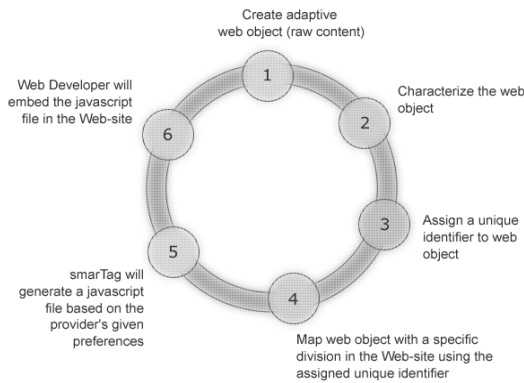 Create adaptive
web object (raw content)
1
Characterize the web
object
2
Assign a unique
identifier to web
object
3
Map web object with a specific
division in the Web-site using the
assigned unique identifier
4
smarTag will
generate a javascript
file based on the
provider's given
preferences
5
Web Developer will
embed the javascript
file in the Web-site
6